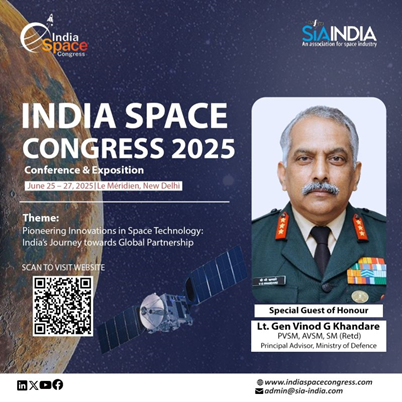 India
Space
Congress
SiAINDIA
An association for space industry
INDIA SPACE
CONGRESS 2025
Conference & Exposition
June 25 – 27, 2025|Le Méridien, New Delhi
Theme:
Pioneering Innovations in Space Technology:
India's Journey towards Global Partnership
SCAN TO VISIT WEBSITE
Special Guest of Honour
Lt. Gen Vinod G Khandare
PVSM, AVSM, SM (Retd)
Principal Advisor, Ministry of Defence
www.indiaspacecongress.com
admin@sia-india.com